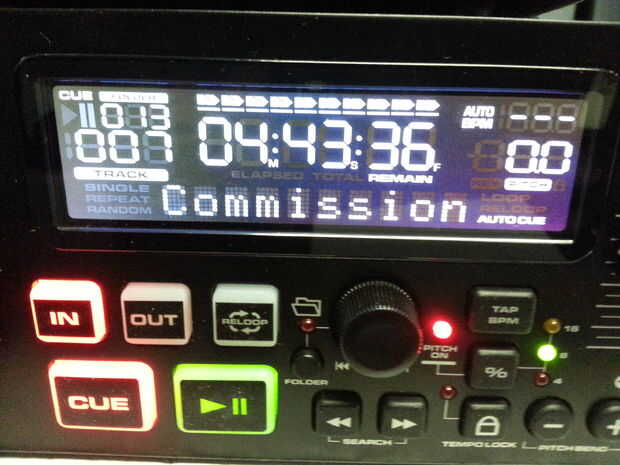 CUE FOLDER AUTO BPM ---
013
007 04:43:36 0.0
M S F
TRACK ELAPSED TOTAL REMAIN PITCH
SINGLE LOOP
REPEAT Commission RELOOP
RANDOM AUTO CUE
IN OUT RELOOP TAP BPM 16
PITCH ON 8
FOLDER % 4
CUE
SEARCH TEMPO LOCK PITCH BEND
- +